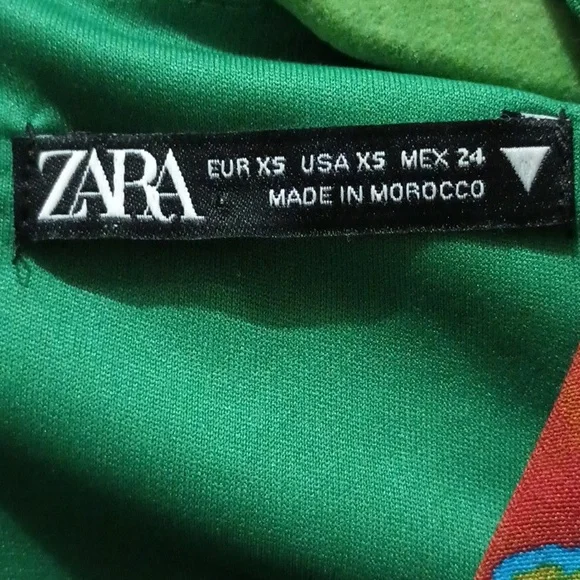 ZARA
EUR XS USA XS MEX 24
MADE IN MOROCCO